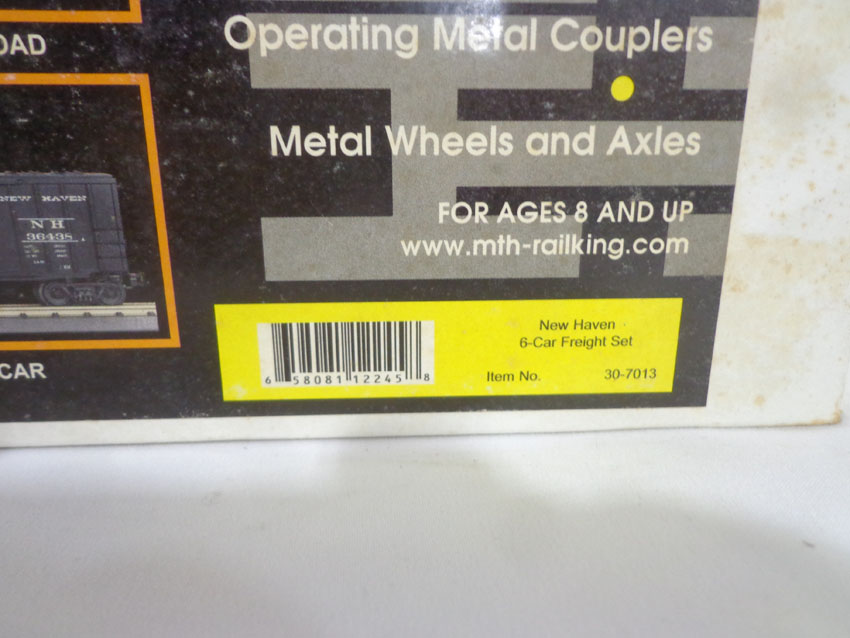 OAD
Operating Metal Couplers
Metal Wheels and Axles
FOR AGES 8 AND UP
www.mth-railking.com
NEW HAVEN
NH
36438
CAR
New Haven
6-Car Freight Set
Item No. 30-7013
6 58081 12245 8